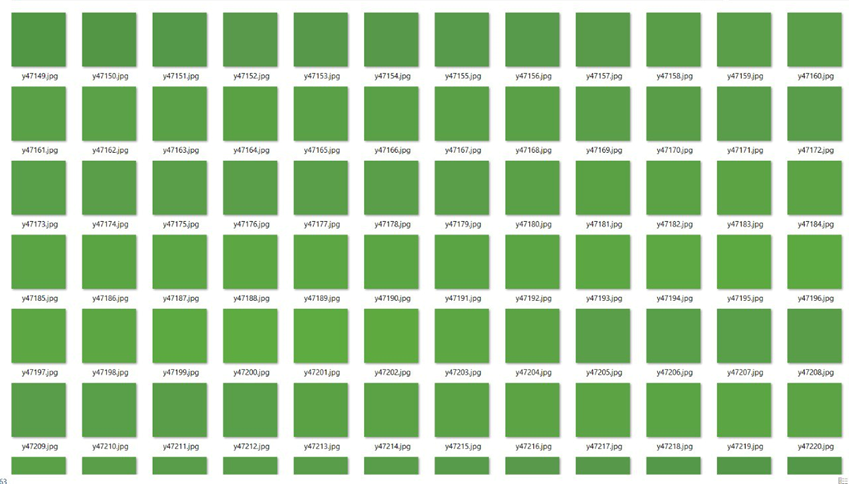 y47149.jpg y47150.jpg y47151.jpg y47152.jpg y47153.jpg y47154.jpg y47155.jpg y47156.jpg y47157.jpg y47158.jpg y47159.jpg y47160.jpg
y47161.jpg y47162.jpg y47163.jpg y47164.jpg y47165.jpg y47166.jpg y47167.jpg y47168.jpg y47169.jpg y47170.jpg y47171.jpg y47172.jpg
y47173.jpg y47174.jpg y47175.jpg y47176.jpg y47177.jpg y47178.jpg y47179.jpg y47180.jpg y47181.jpg y47182.jpg y47183.jpg y47184.jpg
y47185.jpg y47186.jpg y47187.jpg y47188.jpg y47189.jpg y47190.jpg y47191.jpg y47192.jpg y47193.jpg y47194.jpg y47195.jpg y47196.jpg
y47197.jpg y47198.jpg y47199.jpg y47200.jpg y47201.jpg y47202.jpg y47203.jpg y47204.jpg y47205.jpg y47206.jpg y47207.jpg y47208.jpg
y47209.jpg y47210.jpg y47211.jpg y47212.jpg y47213.jpg y47214.jpg y47215.jpg y47216.jpg y47217.jpg y47218.jpg y47219.jpg y47220.jpg
63